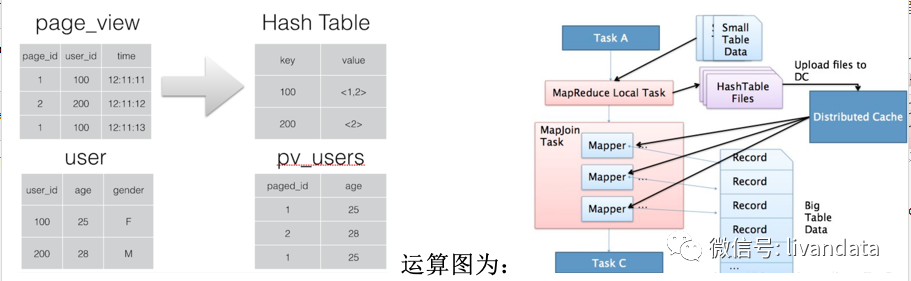 page_view
page_id user_id time
1 100 12:11:11
2 200 12:11:12
1 100 12:11:13
Hash Table
key value
100 <1,2>
200 <2>
user
user_id age gender
100 25 F
200 28 M
pv_users
paged_id age
1 25
2 28
1 25
运算图为：
Task A
Small
Table
Data
MapReduce Local Task
HashTable
Files
Upload files to
DC
Distributed Cache
MapJoin
Task
Mapper
...
Mapper
...
Mapper
...
Record
Record
Record
Record
...
Big
Table
Data
Task C
微信号: livandata